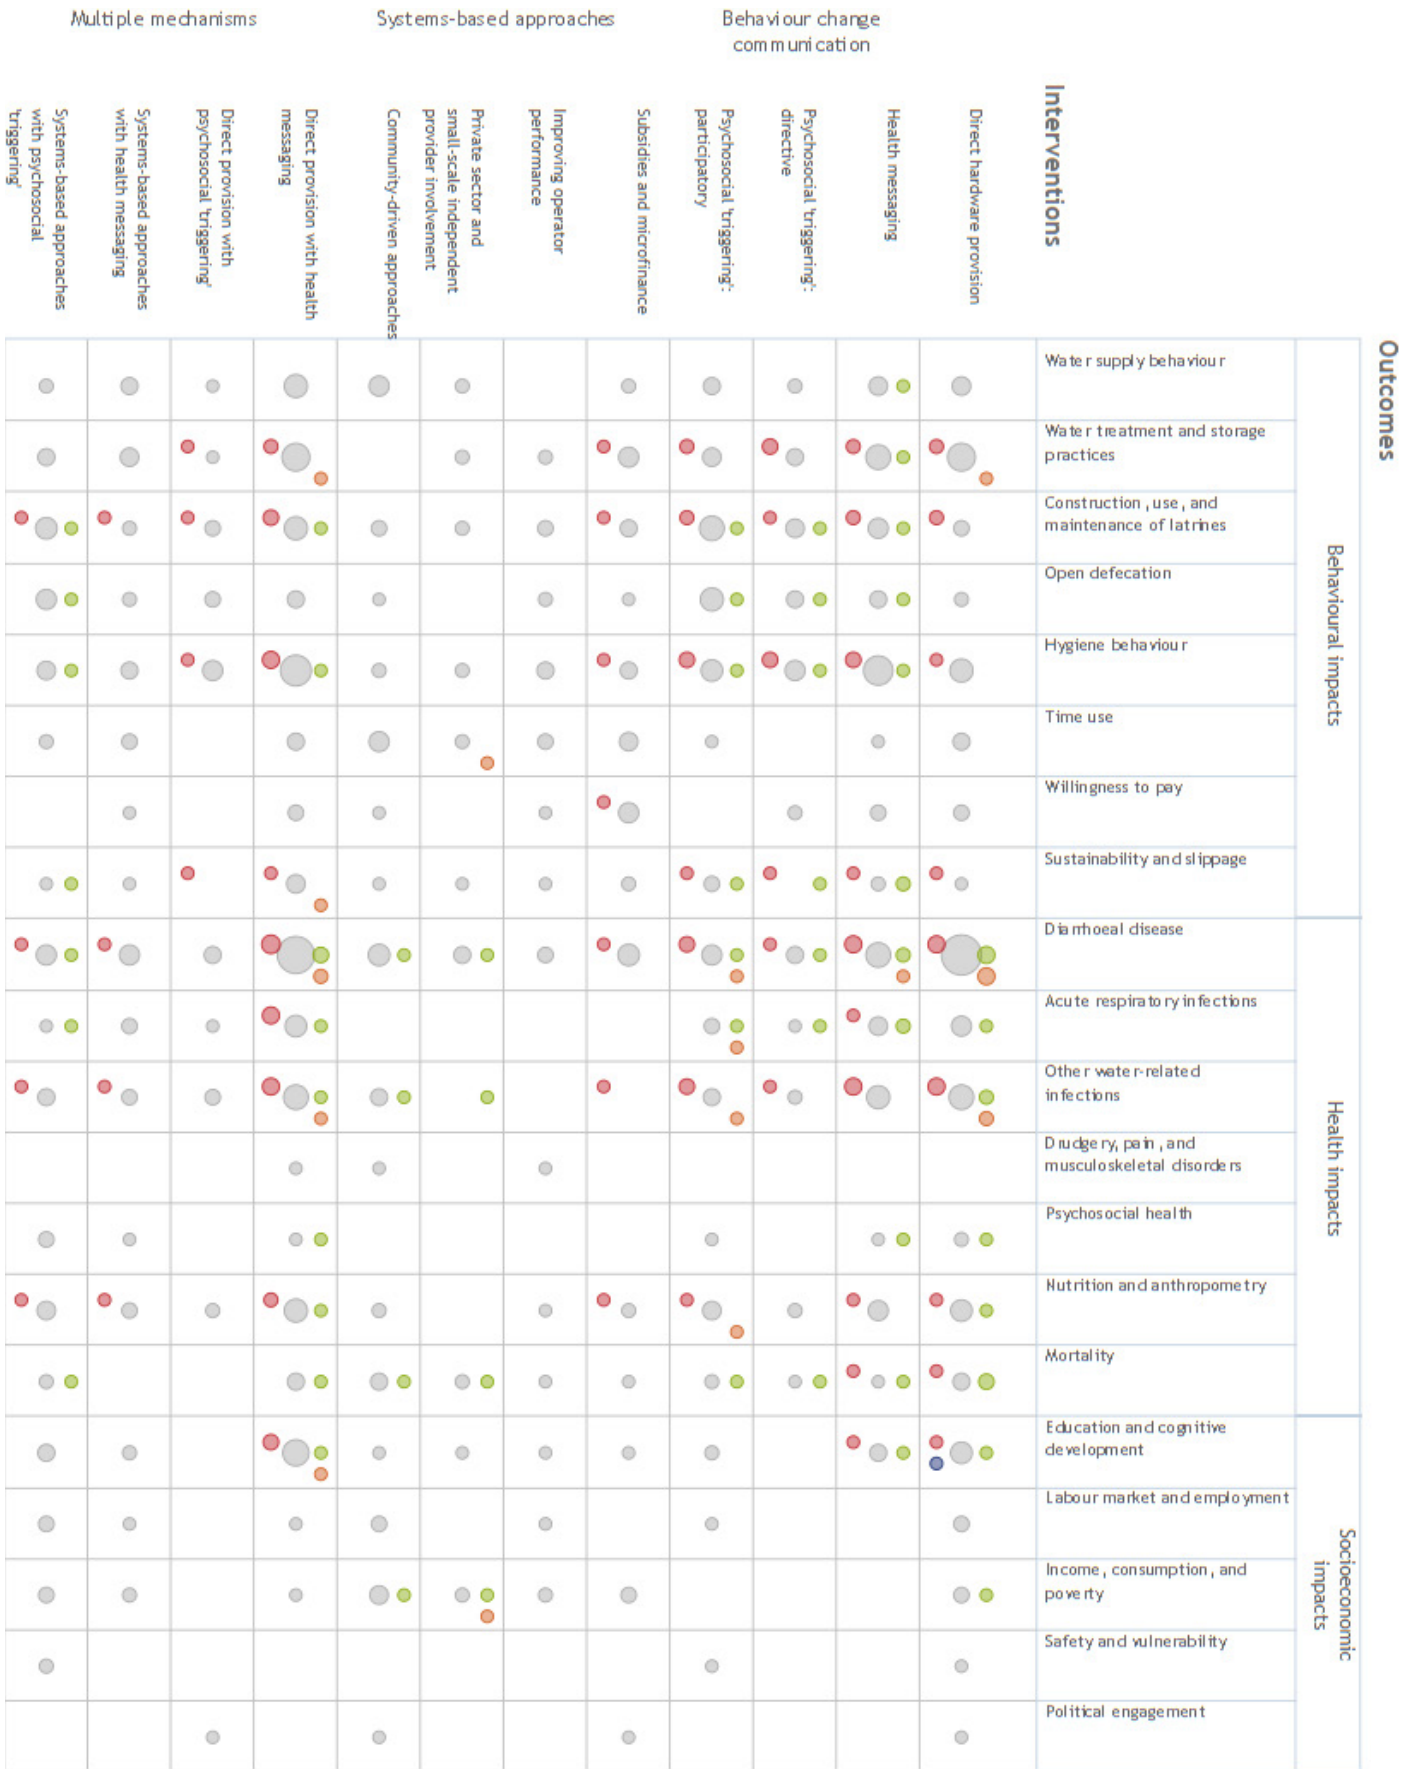 Multiple mechanisms
Systems-based approaches
Behaviour change
communication
Interventions
Direct hardware provision
Health messaging
Psychosocial 'triggering':
directive
Psychosocial 'triggering':
participatory
Subsidies and microfinance
Improving operator
performance
Private sector and
small-scale independent
provider involvement
Community-driven approaches
Direct provision with health
messaging
Direct provision with
psychosocial 'triggering'
Systems-based approaches
with health messaging
Systems-based approaches
with psychosocial
'triggering'
Outcomes
Behavioural impacts
Water supply behaviour
Water treatment and storage
practices
Construction, use, and
maintenance of latrines
Open defecation
Hygiene behaviour
Time use
Willingness to pay
Sustainability and slippage
Health impacts
Diarrhoeal disease
Acute respiratory infections
Other water-related
infections
Drudgery, pain, and
musculoskeletal disorders
Psychosocial health
Nutrition and anthropometry
Mortality
Socioeconomic
impacts
Education and cognitive
development
Labour market and employment
Income, consumption, and
poverty
Safety and vulnerability
Political engagement